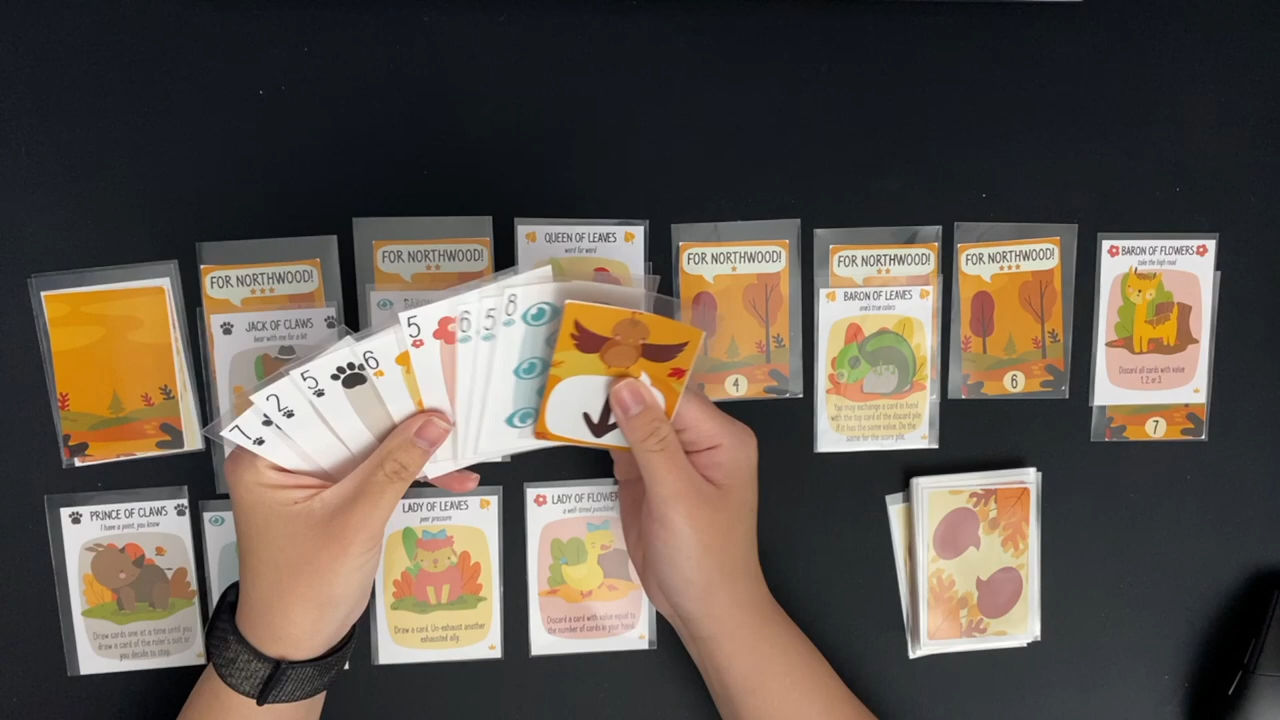 FOR NORTHWOOD!
JACK OF CLAWS
bear with me for a bit
FOR NORTHWOOD!
QUEEN OF LEAVES
word for word
FOR NORTHWOOD!
4
FOR NORTHWOOD!
BARON OF LEAVES
one's true colors
You may exchange a card in hand
with the top card of the discard pile
if it has the same value. Do the
same for the score pile.
FOR NORTHWOOD!
6
BARON OF FLOWERS
take the high road
Discard all cards with value
1, 2, or 3.
7
7
2
5
6
5
6
5
8
PRINCE OF CLAWS
I have a point, you know
Draw cards one at a time until you
draw a card of the ruler's suit or
you decide to stop.
LADY OF LEAVES
peer pressure
Draw a card. Un-exhaust another
exhausted ally.
LADY OF FLOWER
a well-timed punchline
Discard a card with value equal to
the number of cards in your hand.